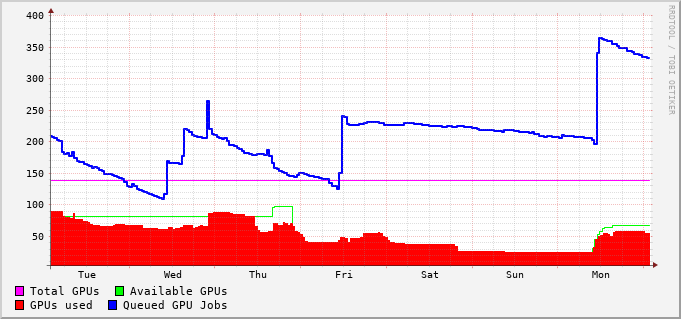 400
350
300
250
200
150
100
50
Tue Wed Thu Fri Sat Sun Mon
Total GPUs Available GPUs
GPUs used Queued GPU Jobs
RRDTOOL / TOBI OETIKER